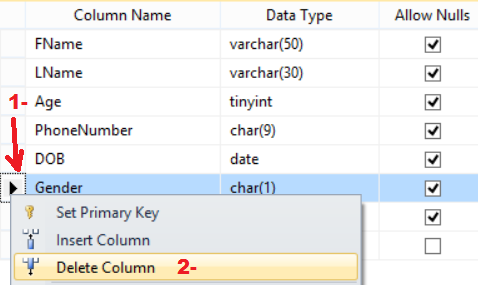 Column Name Data Type Allow Nulls
FName varchar(50)
LName varchar(30)
1- Age tinyint
PhoneNumber char(9)
DOB date
Gender char(1)
Set Primary Key
Insert Column
Delete Column 2-